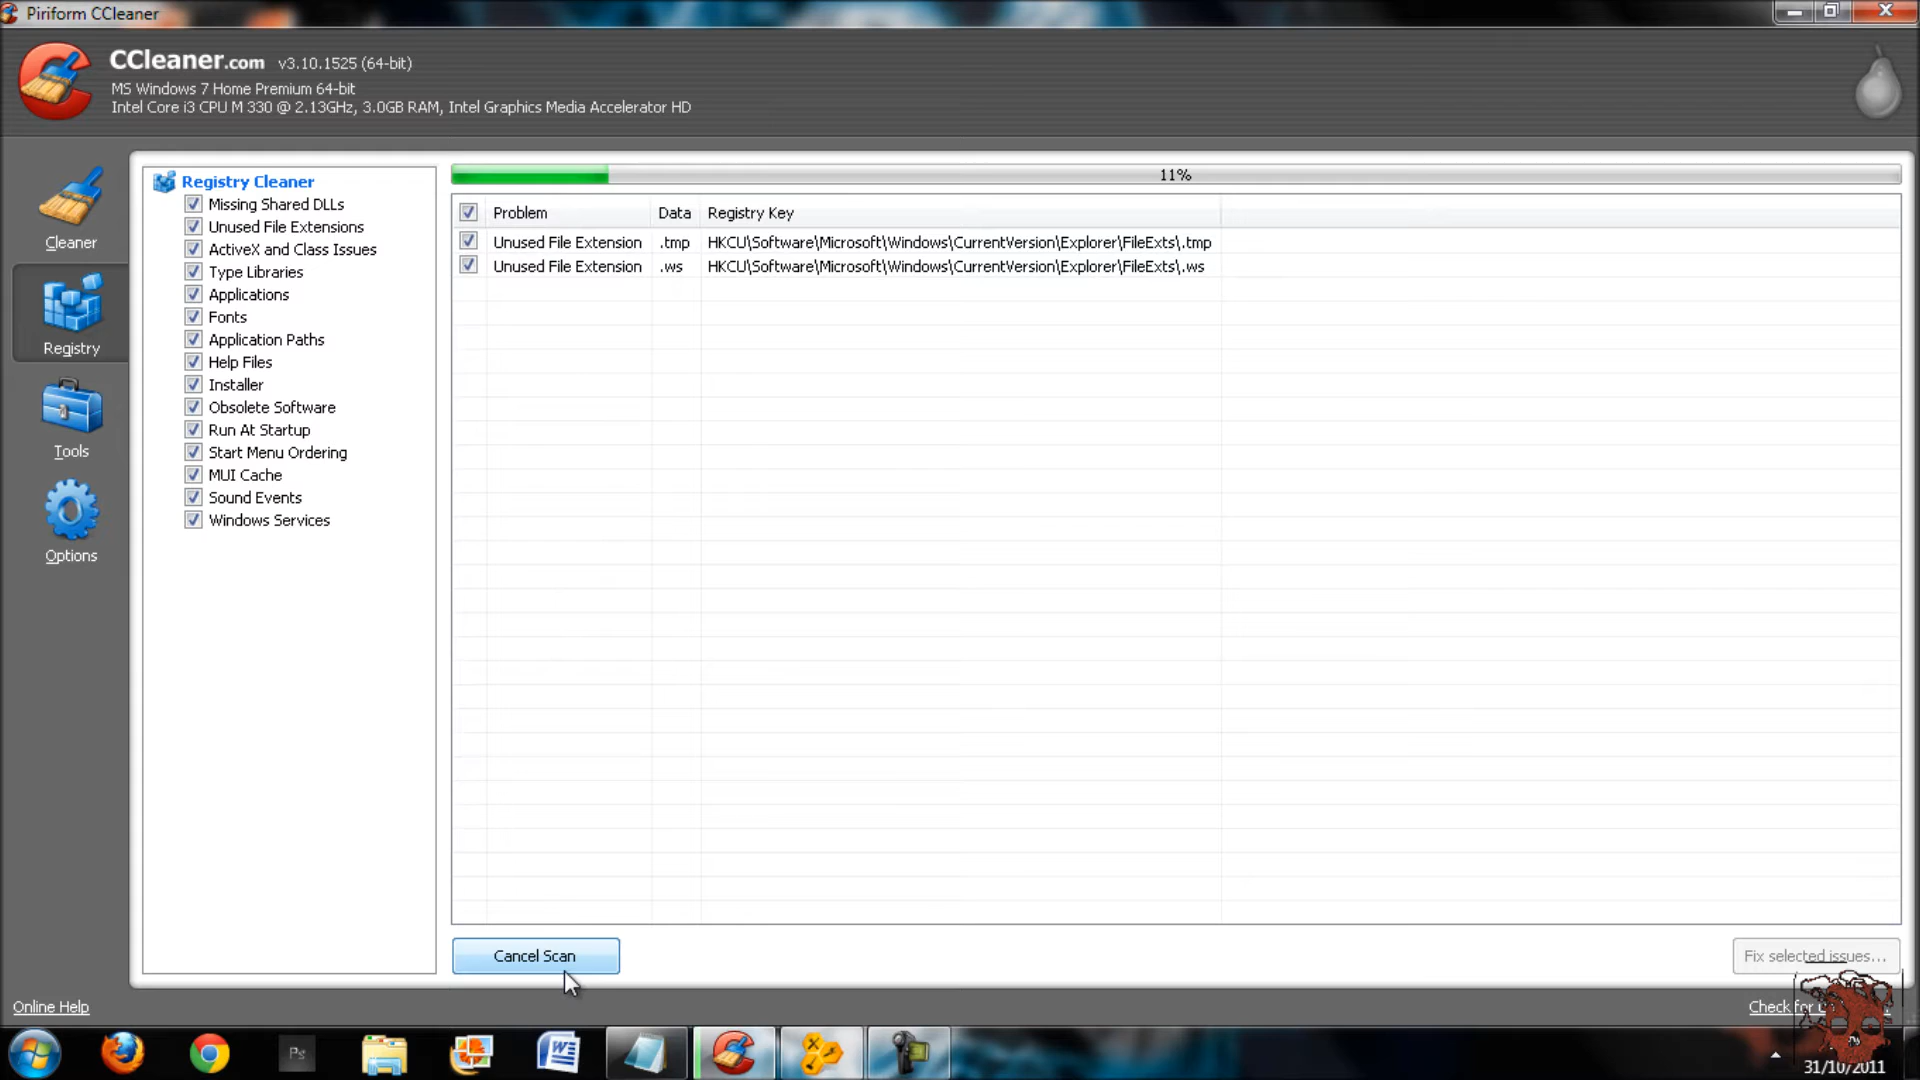 Piriform CCleaner
CCleaner.com v3.10.1525 (64-bit)
MS Windows 7 Home Premium 64-bit
Intel Core i3 CPU M 330 @ 2.13GHz, 3.0GB RAM, Intel Graphics Media Accelerator HD
Cleaner
Registry
Tools
Options
Registry Cleaner
Missing Shared DLLs
Unused File Extensions
ActiveX and Class Issues
Type Libraries
Applications
Fonts
Application Paths
Help Files
Installer
Obsolete Software
Run At Startup
Start Menu Ordering
MUI Cache
Sound Events
Windows Services
11%
Problem Data Registry Key
Unused File Extension .tmp HKCU\Software\Microsoft\Windows\CurrentVersion\Explorer\FileExts\.tmp
Unused File Extension .ws HKCU\Software\Microsoft\Windows\CurrentVersion\Explorer\FileExts\.ws
Cancel Scan
Fix selected issues...
Online Help
Check for
Ps
W
31/10/2011